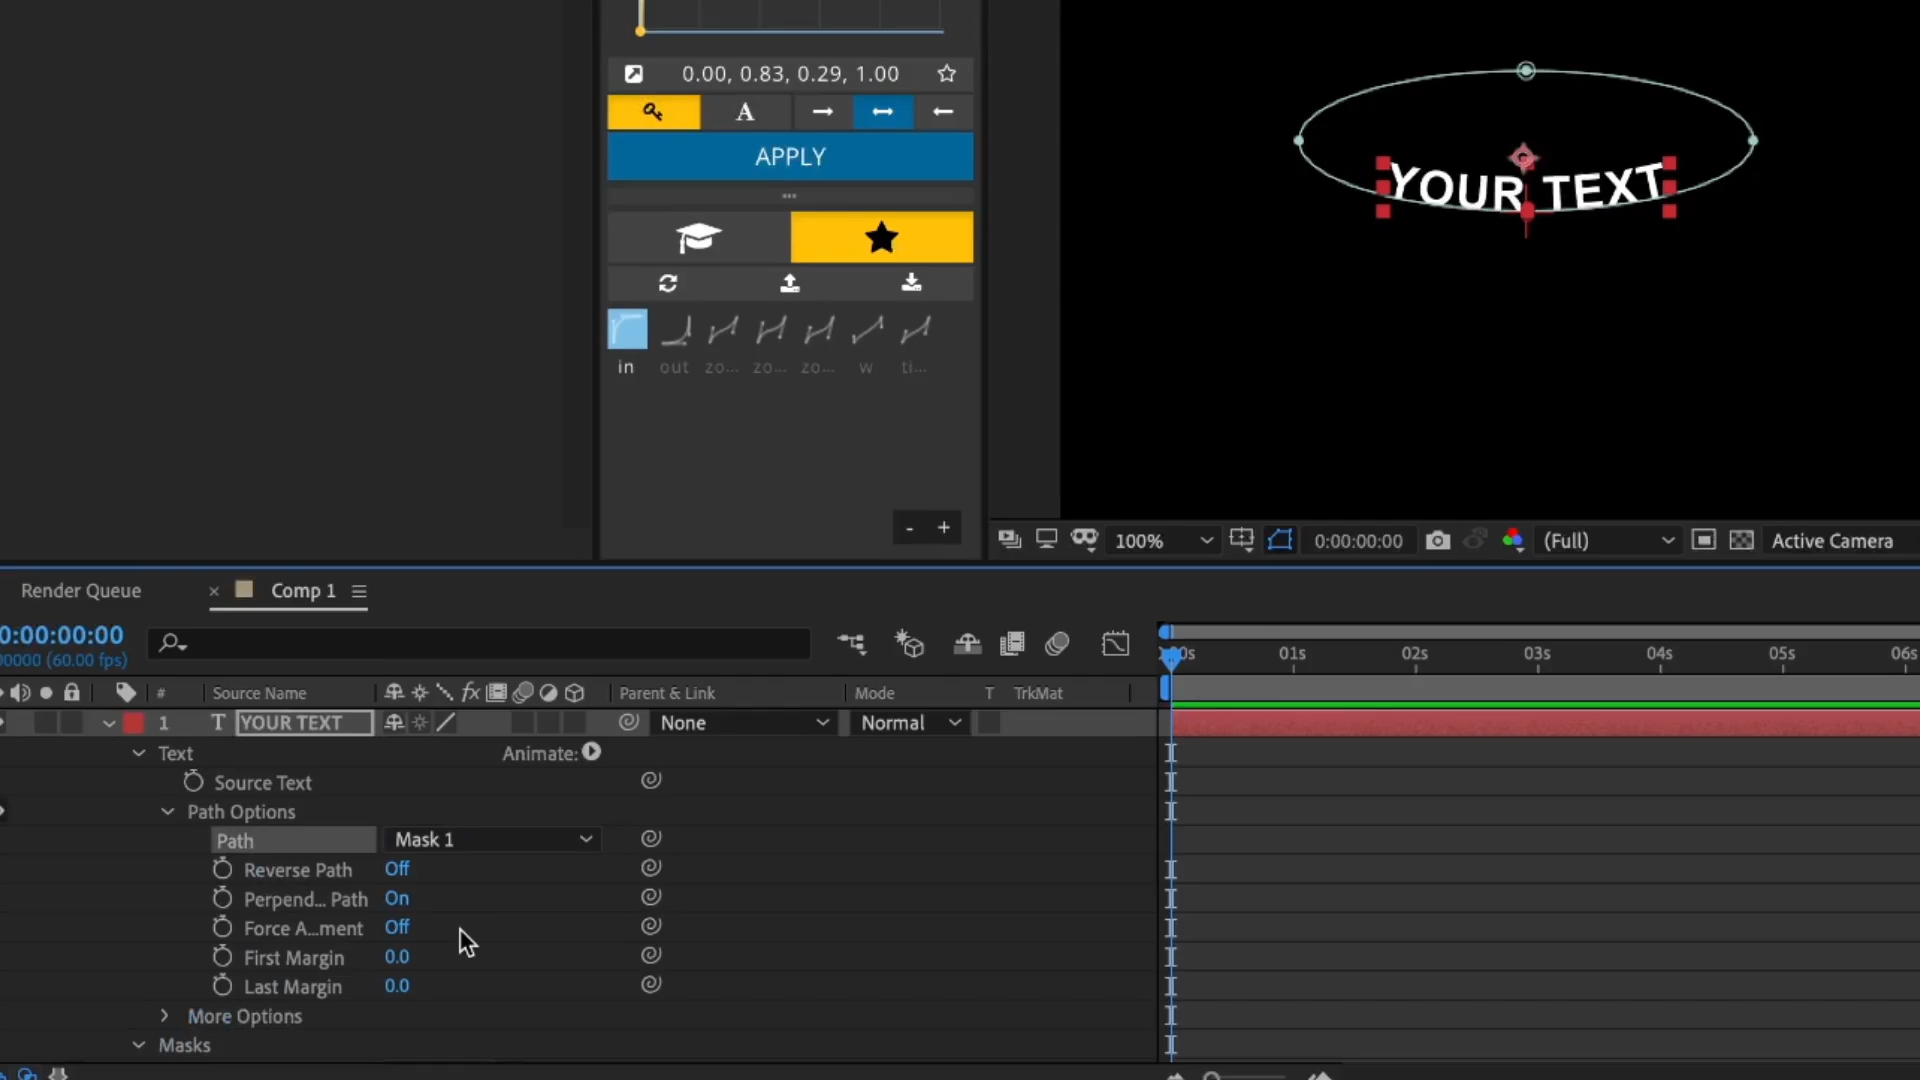 0.00, 0.83, 0.29, 1.00
A
APPLY
in out zo... zo... zo... w ti...
- +
YOUR TEXT
100% 0:00:00:00 (Full) Active Camera
Render Queue × Comp 1
0:00:00:00
00000 (60.00 fps)
# Source Name fx Parent & Link Mode T TrkMat
01s 02s 03s 04s 05s 06s
1 T YOUR TEXT None Normal
Text Animate:
Source Text
Path Options
Path Mask 1
Reverse Path Off
Perpend... Path On
Force A...ment Off
First Margin 0.0
Last Margin 0.0
More Options
Masks